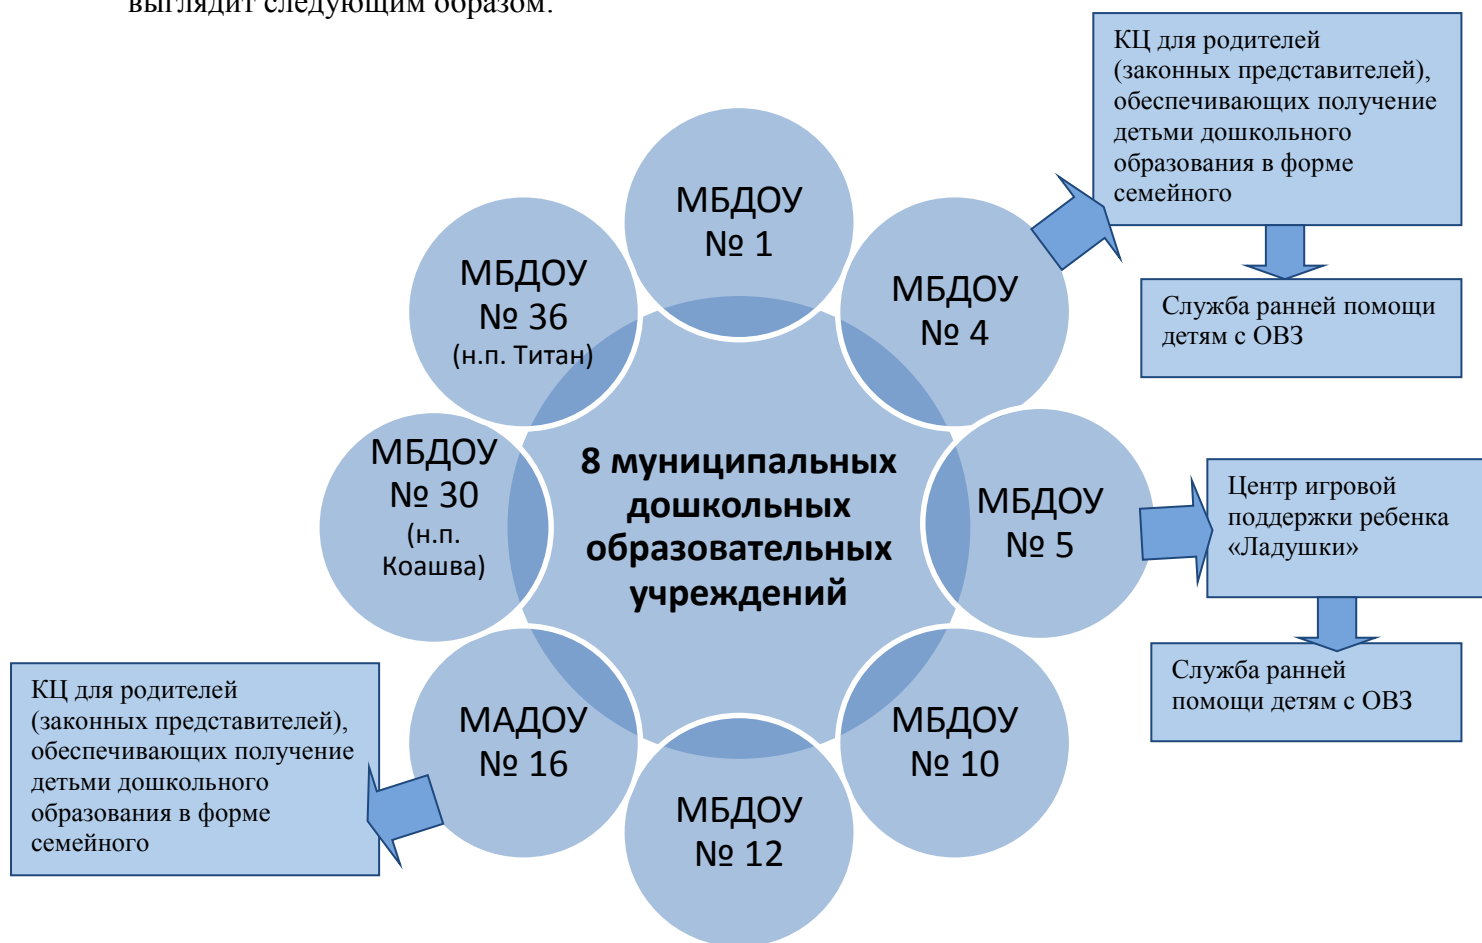 выглядит следующим образом:
КЦ для родителей
(законных представителей),
обеспечивающих получение
детьми дошкольного
образования в форме
семейного
Служба ранней помощи
детям с ОВЗ
МБДОУ
№ 1
МБДОУ
№ 4
МБДОУ
№ 36
(н.п. Титан)
МБДОУ
№ 30
(н.п.
Коашва)
8 муниципальных
дошкольных
образовательных
учреждений
МБДОУ
№ 5
Центр игровой
поддержки ребенка
«Ладушки»
Служба ранней
помощи детям с ОВЗ
МАДОУ
№ 16
МБДОУ
№ 10
МБДОУ
№ 12
КЦ для родителей
(законных представителей),
обеспечивающих получение
детьми дошкольного
образования в форме
семейного